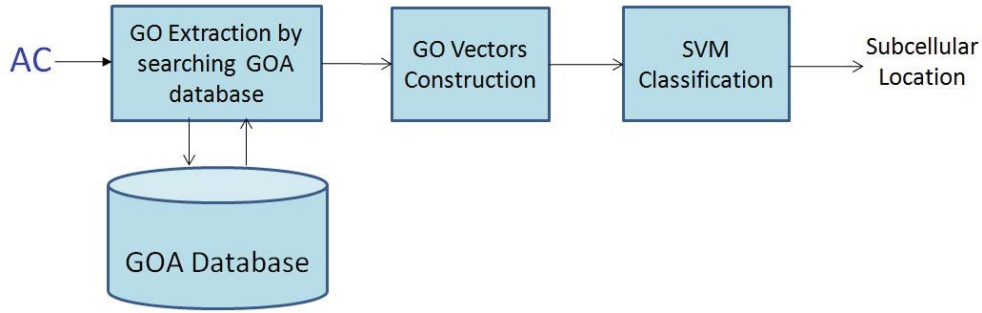 AC
GO Extraction by
searching GOA
database
GO Vectors
Construction
SVM
Classification
Subcellular
Location
GOA Database